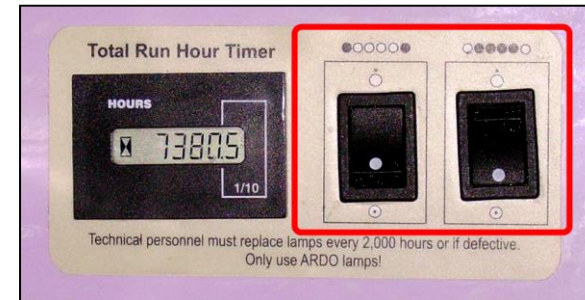 Total Run Hour Timer
HOURS
7380.5
1/10
Technical personnel must replace lamps every 2,000 hours or if defective.
Only use ARDO lamps!